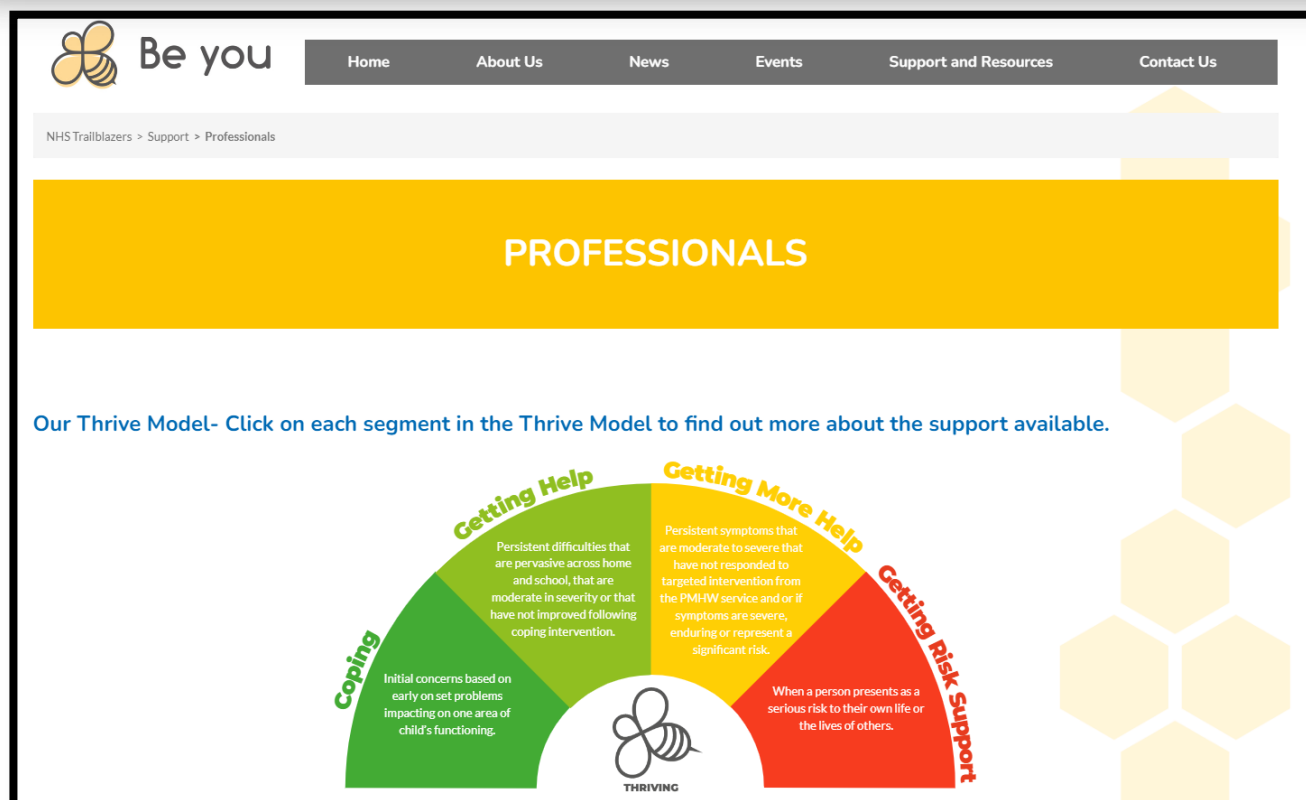 Be you
Home About Us News Events Support and Resources Contact Us
NHS Trailblazers > Support > Professionals
PROFESSIONALS
Our Thrive Model- Click on each segment in the Thrive Model to find out more about the support available.
Coping
Initial concerns based on
early on set problems
impacting on one area of
child's functioning.
Getting Help
Persistent difficulties that
are pervasive across home
and school, that are
moderate in severity or that
have not improved following
coping intervention.
Getting More Help
Persistent symptoms that
are moderate to severe that
have not responded to
targeted intervention from
the PMHW service and or if
symptoms are severe,
enduring or represent a
significant risk.
Getting Risk Support
When a person presents as a
serious risk to their own life or
the lives of others.
THRIVING